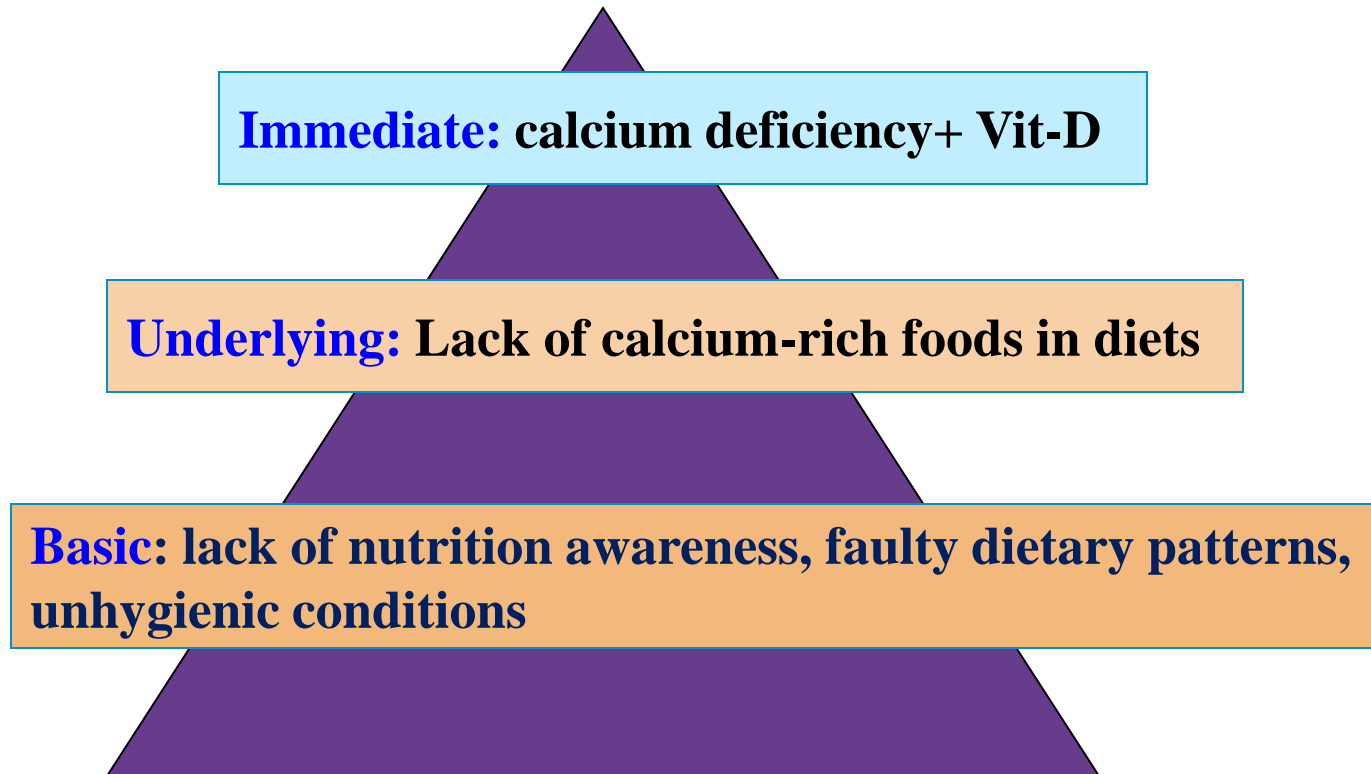 Immediate: calcium deficiency+ Vit-D
Underlying: Lack of calcium-rich foods in diets
Basic: lack of nutrition awareness, faulty dietary patterns,
unhygienic conditions